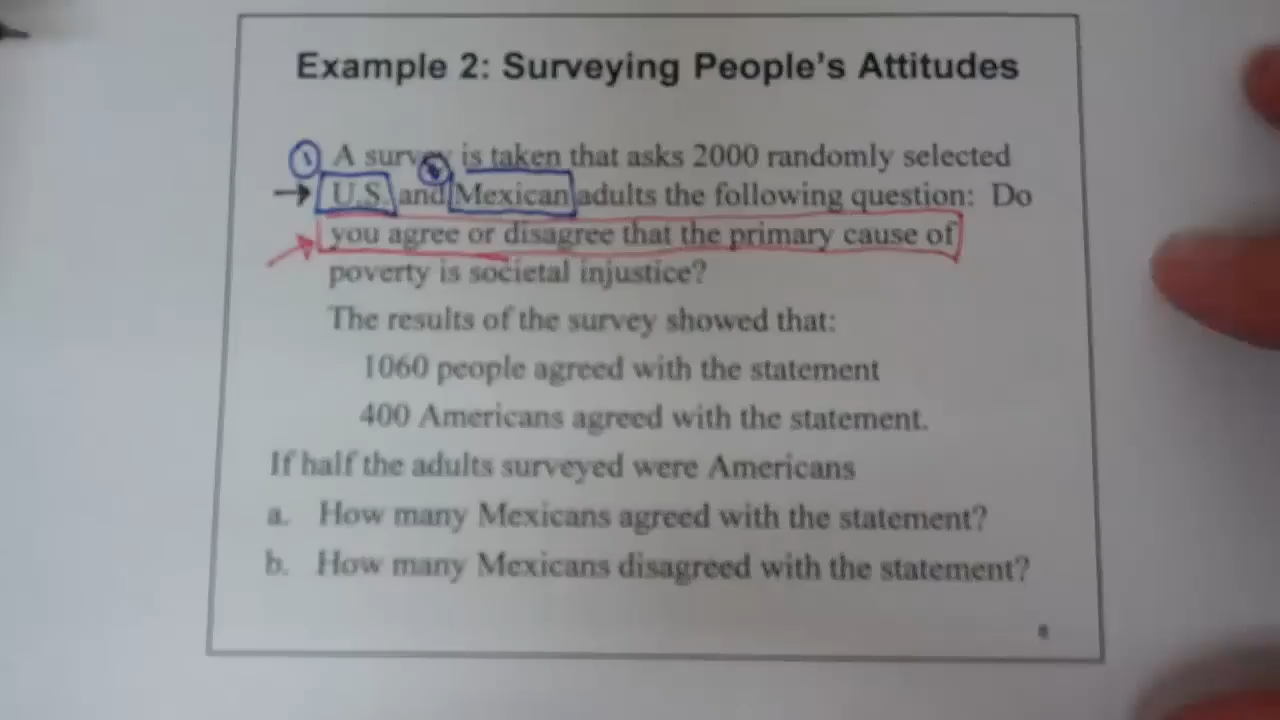 Example 2: Surveying People's Attitudes
1 A survey is taken that asks 2000 randomly selected
U.S. and Mexican adults the following question: Do
you agree or disagree that the primary cause of
poverty is societal injustice?
The results of the survey showed that:
1060 people agreed with the statement
400 Americans agreed with the statement.
If half the adults surveyed were Americans
a. How many Mexicans agreed with the statement?
b. How many Mexicans disagreed with the statement?